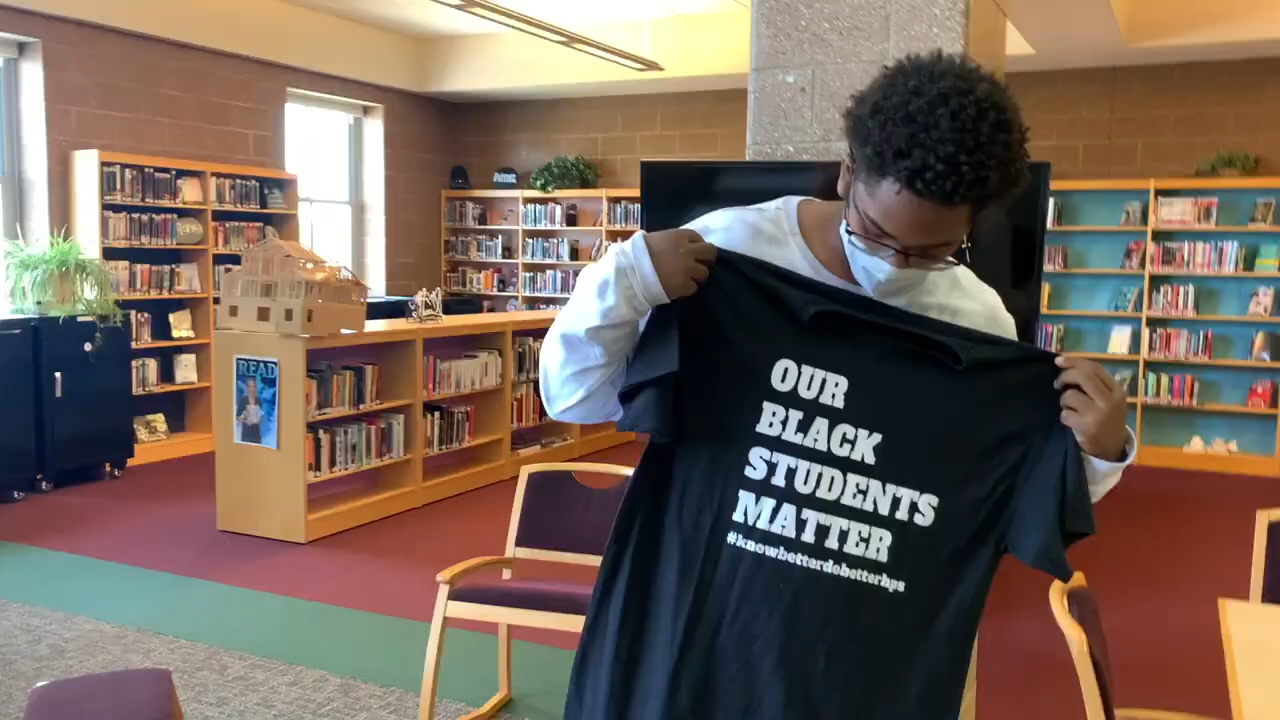 READ
OUR
BLACK
STUDENTS
MATTER
#knowbetterdobetterhps